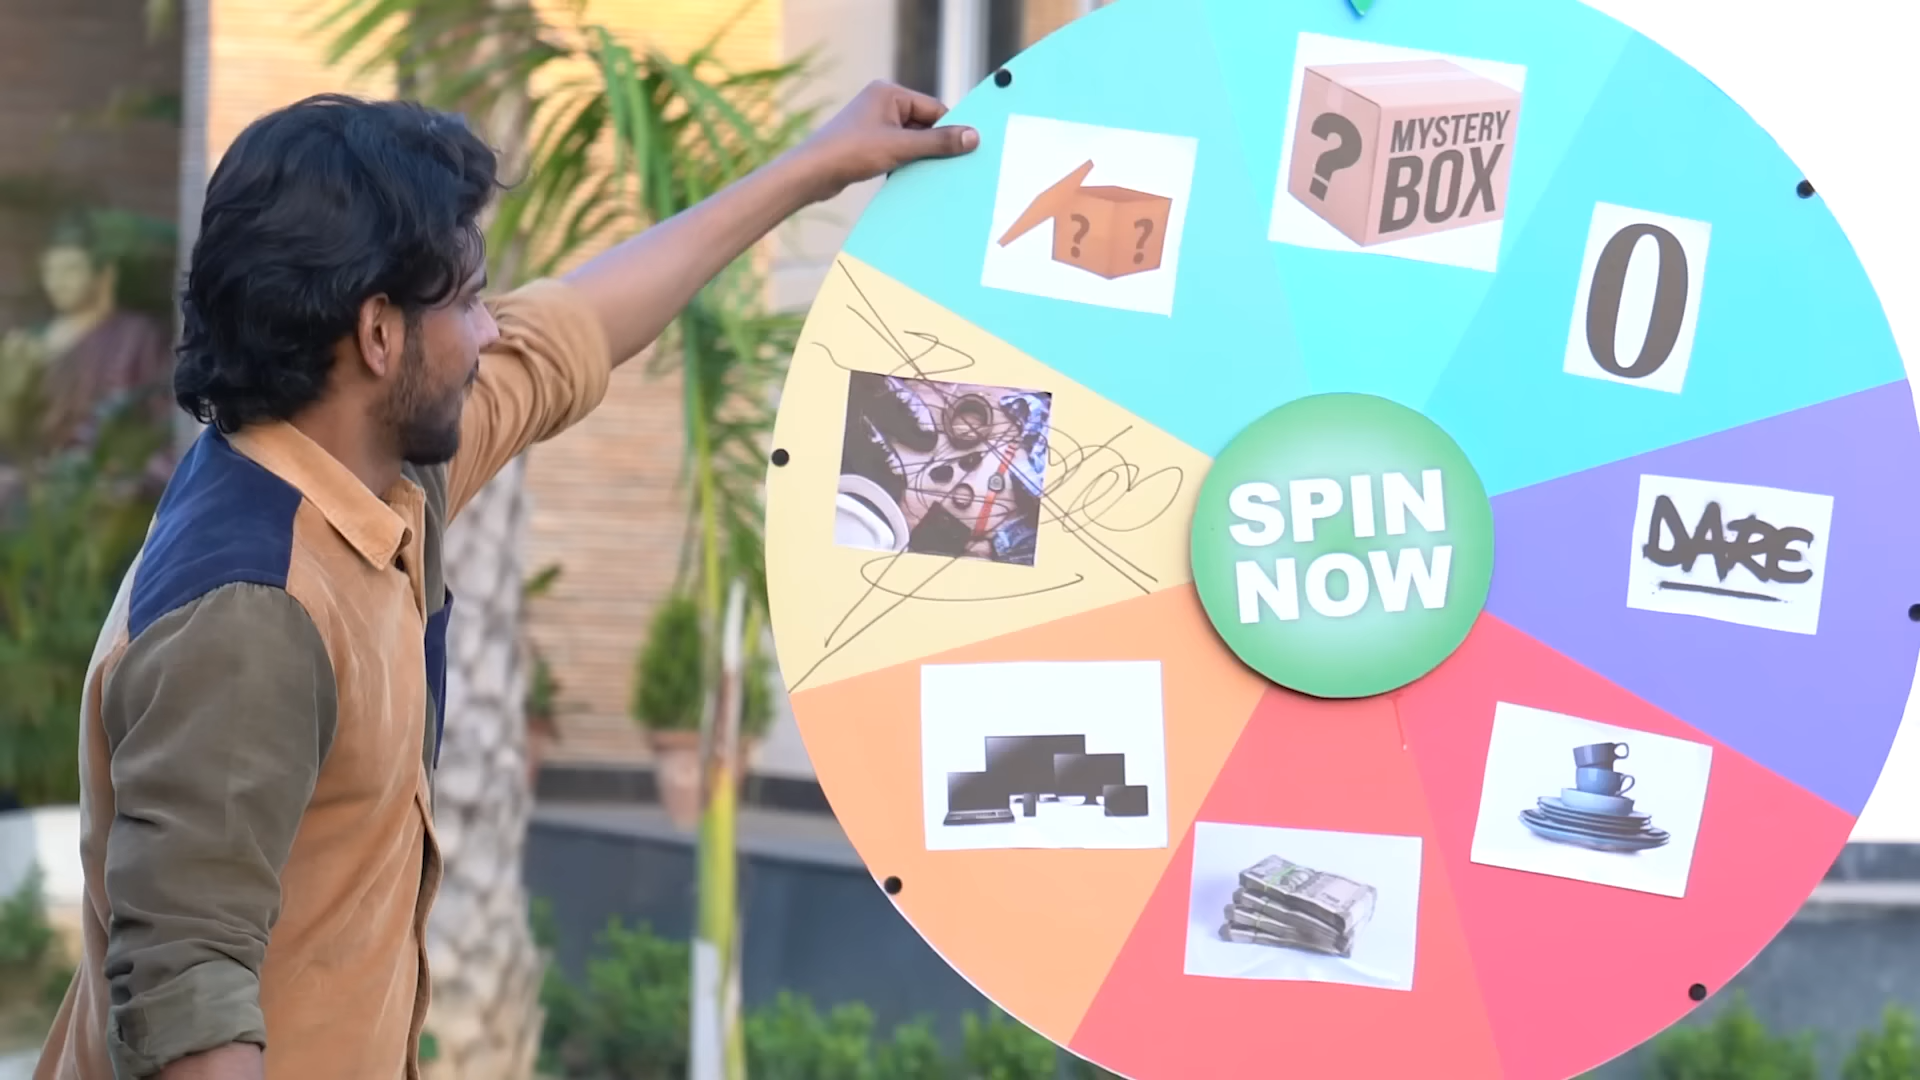 ? ?
?
MYSTERY
BOX
0
SPIN
NOW
DARE